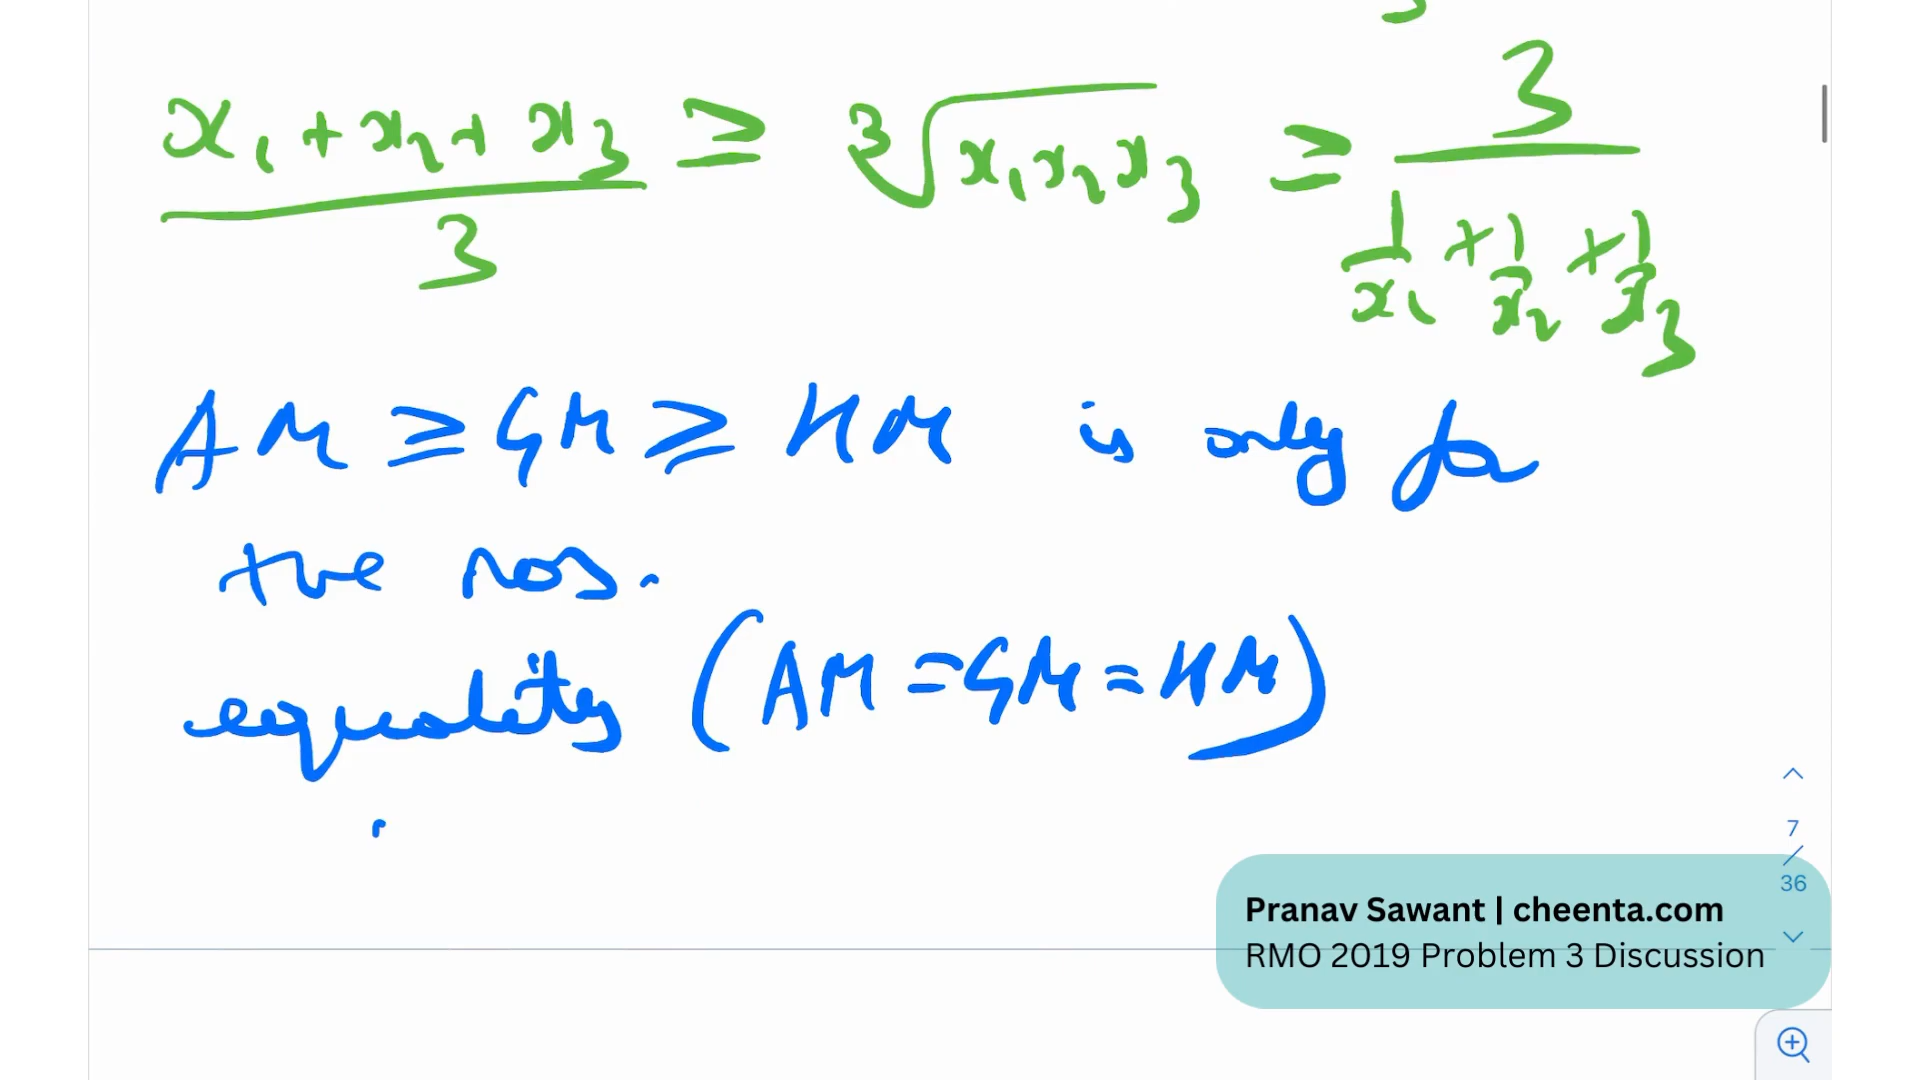 x₁ + x₂ + x₃ / 3 ≥ ∛(x₁x₂x₃) ≥ 3 / (1/x₁ + 1/x₂ + 1/x₃)
AM ≥ GM ≥ HM is only for
+ve nos.
equality (AM = GM = HM)
7
/
36
Pranav Sawant | cheenta.com
RMO 2019 Problem 3 Discussion